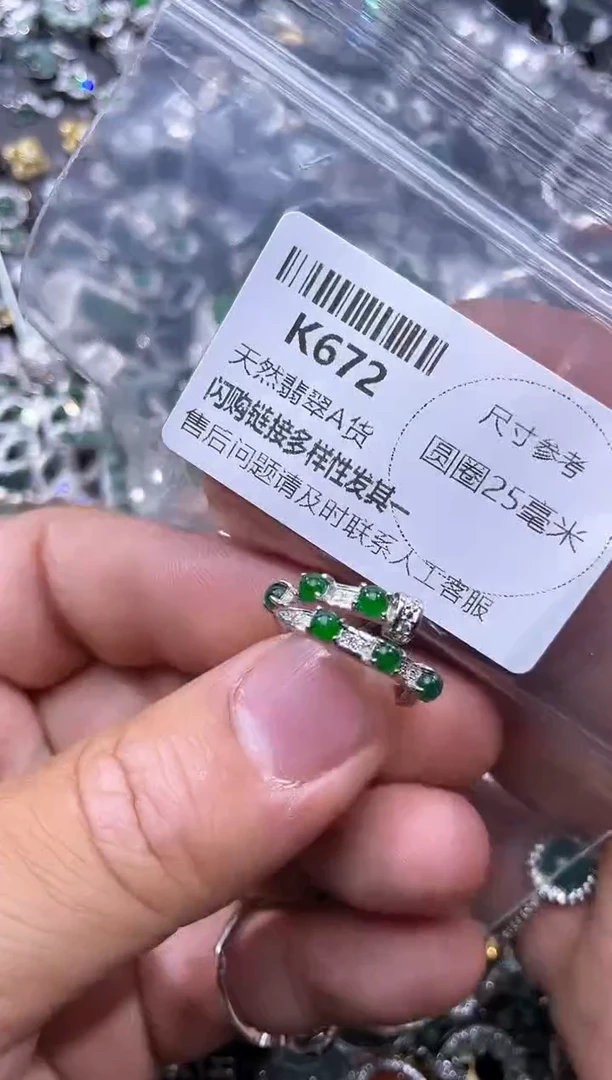 K672
天然翡翠A货
闪购链接多样性发其一
售后问题请及时联系人工客服
尺寸参考
圆圈25毫米